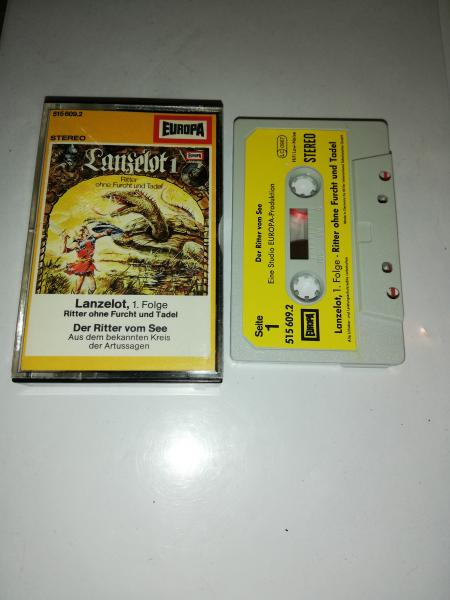 515 609.2
EUROPA
STEREO
Lanzelot 1
Ritter
ohne Furcht und Tadel
Lanzelot, 1. Folge
Ritter ohne Furcht und Tadel
Der Ritter vom See
Aus dem bekannten Kreis
der Artussagen
Der Ritter vom See
Eine Studio EUROPA-Produktion
STEREO
Seite
1
515 609.2
EUROPA
Lanzelot, 1. Folge - Ritter ohne Furcht und Tadel